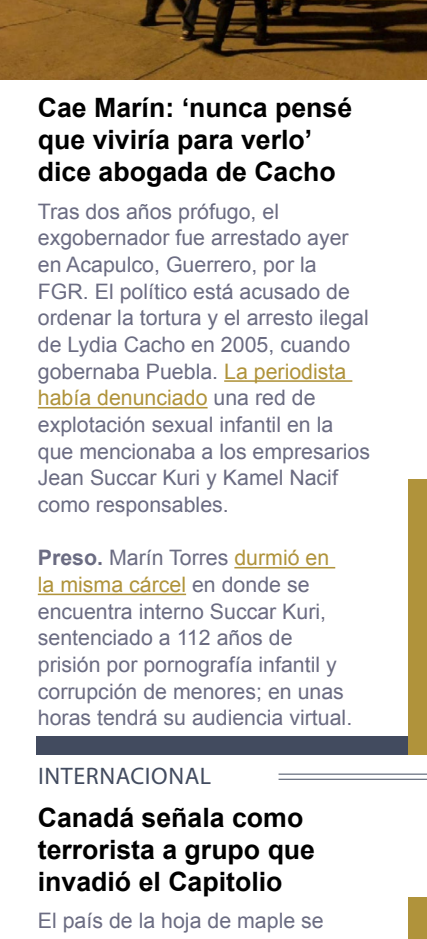 Cae Marín: ‘nunca pensé
que viviría para verlo’
dice abogada de Cacho
Tras dos años prófugo, el
exgobernador fue arrestado ayer
en Acapulco, Guerrero, por la
FGR. El político está acusado de
ordenar la tortura y el arresto ilegal
de Lydia Cacho en 2005, cuando
gobernaba Puebla. La periodista
había denunciado una red de
explotación sexual infantil en la
que mencionaba a los empresarios
Jean Succar Kuri y Kamel Nacif
como responsables.
Preso. Marín Torres durmió en
la misma cárcel en donde se
encuentra interno Succar Kuri,
sentenciado a 112 años de
prisión por pornografía infantil y
corrupción de menores; en unas
horas tendrá su audiencia virtual.
INTERNACIONAL
Canadá señala como
terrorista a grupo que
invadió el Capitolio
El país de la hoja de maple se